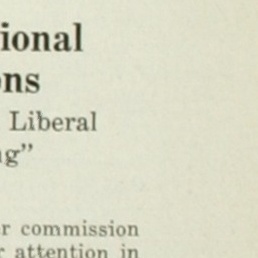 ional
ons
Liberal
ng”
r commission
r attention in